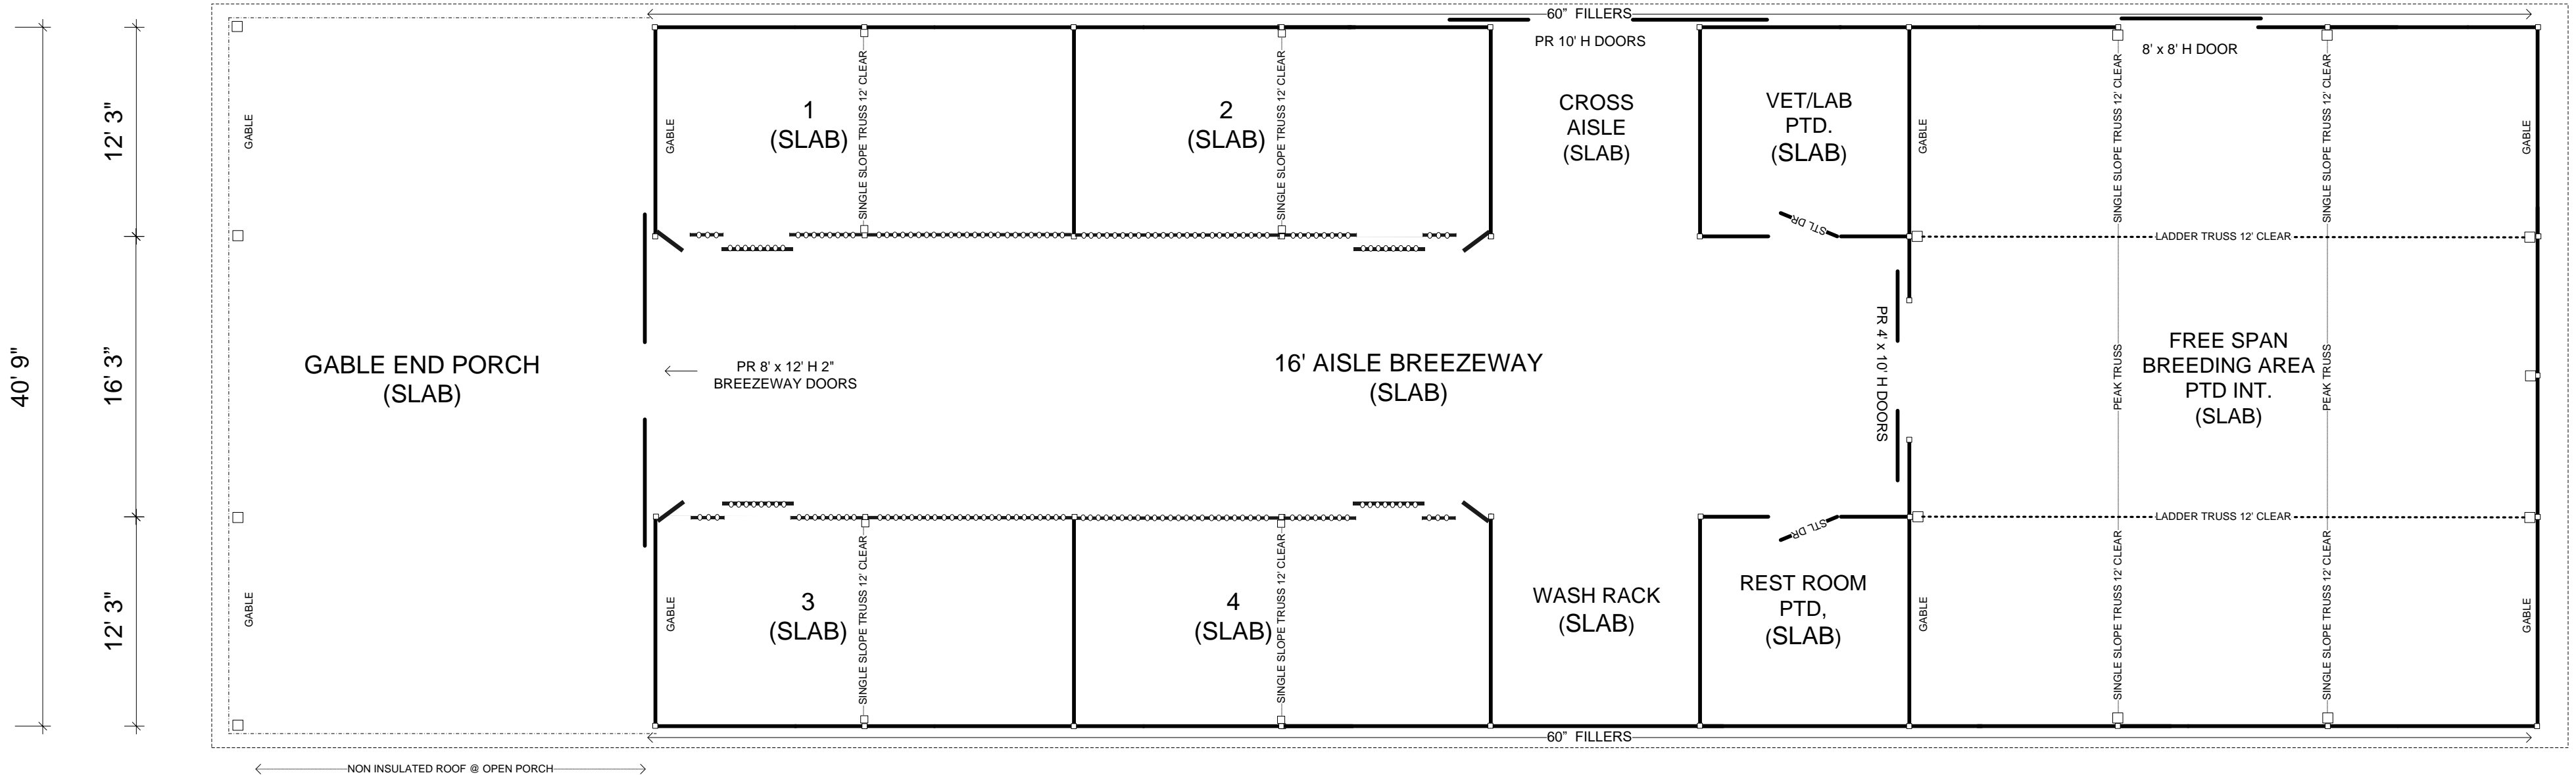 60” FILLERS
PR 10' H DOORS
8' x 8' H DOOR
40' 9"
12' 3"
16' 3”
12' 3"
GABLE
GABLE
1
(SLAB)
SINGLE SLOPE TRUSS 12' CLEAR
2
(SLAB)
SINGLE SLOPE TRUSS 12' CLEAR
CROSS
AISLE
(SLAB)
VET/LAB
PTD.
(SLAB)
STL DR
GABLE
SINGLE SLOPE TRUSS 12' CLEAR
SINGLE SLOPE TRUSS 12' CLEAR
GABLE
LADDER TRUSS 12' CLEAR
GABLE END PORCH
(SLAB)
PR 8' x 12' H 2"
BREEZEWAY DOORS
16' AISLE BREEZEWAY
(SLAB)
PR 4' x 10' H DOORS
PEAK TRUSS
FREE SPAN
BREEDING AREA
PTD INT.
(SLAB)
PEAK TRUSS
LADDER TRUSS 12' CLEAR
GABLE
GABLE
3
(SLAB)
SINGLE SLOPE TRUSS 12' CLEAR
4
(SLAB)
SINGLE SLOPE TRUSS 12' CLEAR
WASH RACK
(SLAB)
STL DR
REST ROOM
PTD,
(SLAB)
GABLE
SINGLE SLOPE TRUSS 12' CLEAR
SINGLE SLOPE TRUSS 12' CLEAR
GABLE
60” FILLERS
NON INSULATED ROOF @ OPEN PORCH